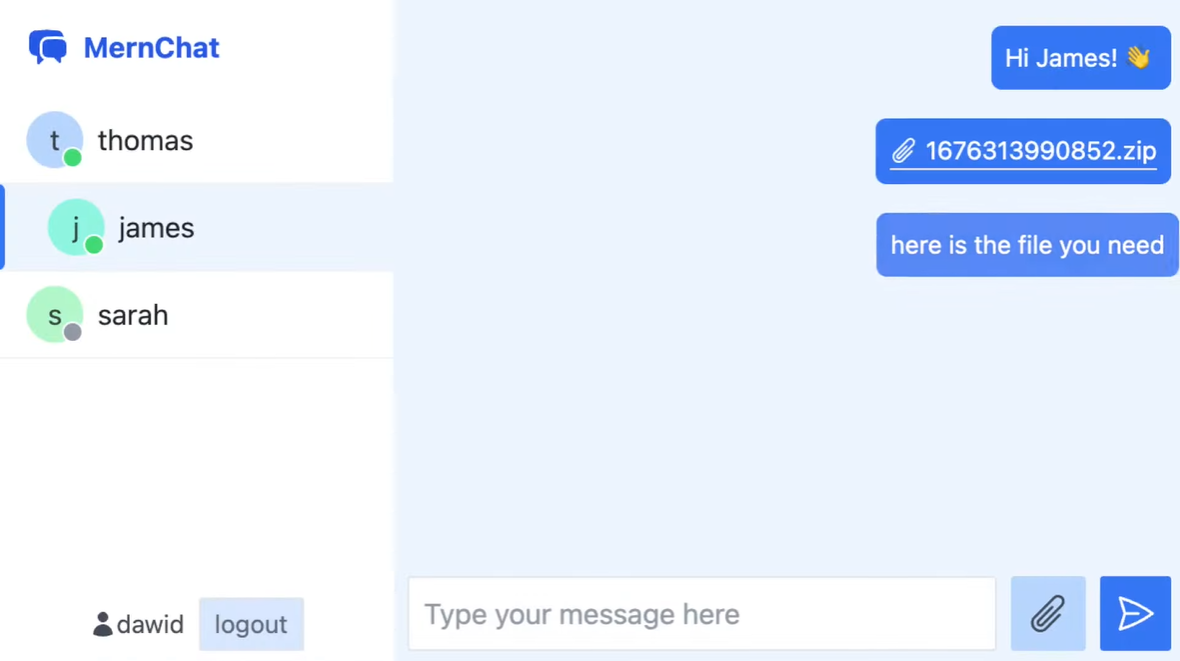 MernChat
t thomas
j james
s sarah
dawid logout
Hi James! 👋
1676313990852.zip
here is the file you need
Type your message here